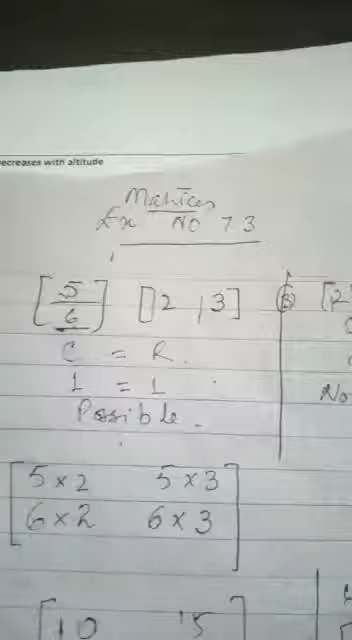 decreases with altitude
Matrices
Ex No 7 3
[5 6] [2 , 3]
C = R.
1 = 1
Possible.
5 × 2 5 × 3
6 × 2 6 × 3
10 15
No